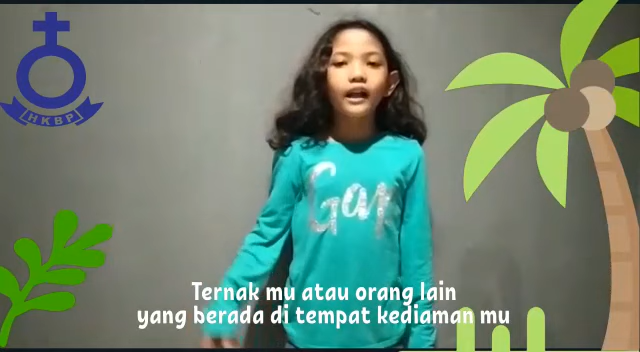 HKBP
Gap
Ternak mu atau orang lain
yang berada di tempat kediaman mu